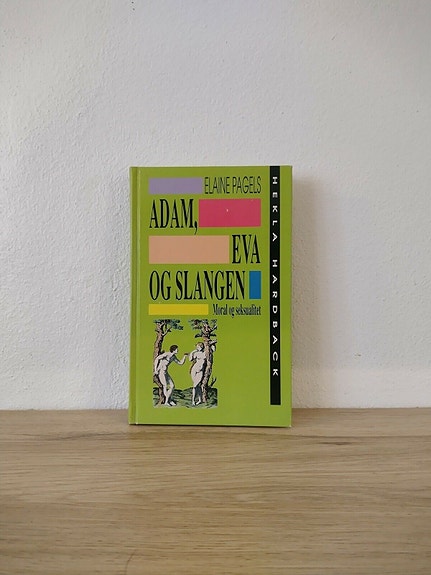 ELAINE PAGELS
ADAM,
EVA
OG SLANGEN
Moral og seksualitet
HEKLA HARDBACK